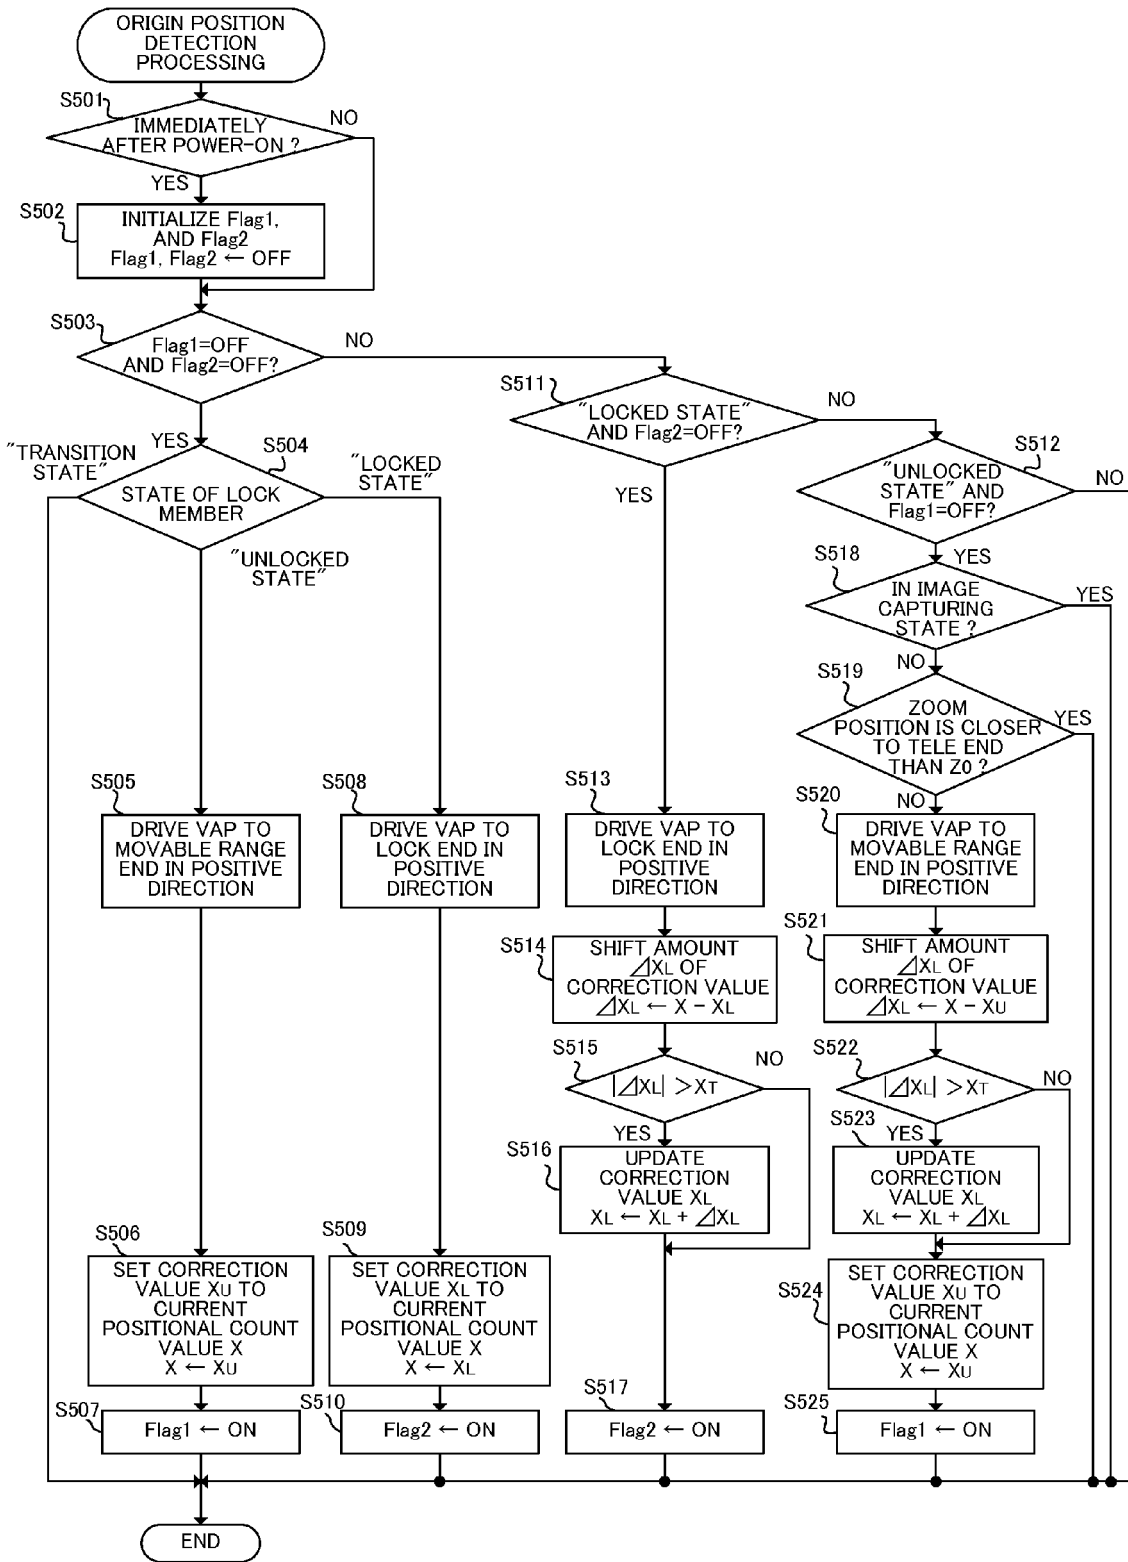 ORIGIN POSITION
DETECTION
PROCESSING
S501
IMMEDIATELY
AFTER POWER-ON ?
NO
YES
S502
INITIALIZE Flag1,
AND Flag2
Flag1, Flag2 ← OFF
S503
Flag1=OFF
AND Flag2=OFF?
NO
YES
S504
"TRANSITION
STATE"
STATE OF LOCK
MEMBER
"LOCKED
STATE"
"UNLOCKED
STATE"
S511
"LOCKED STATE"
AND Flag2=OFF?
NO
YES
S512
"UNLOCKED
STATE" AND
Flag1=OFF?
NO
YES
S518
IN IMAGE
CAPTURING
STATE ?
YES
NO
S519
ZOOM
POSITION IS CLOSER
TO TELE END
THAN Z0 ?
YES
NO
S505
DRIVE VAP TO
MOVABLE RANGE
END IN POSITIVE
DIRECTION
S508
DRIVE VAP TO
LOCK END IN
POSITIVE
DIRECTION
S513
DRIVE VAP TO
LOCK END IN
POSITIVE
DIRECTION
S520
DRIVE VAP TO
MOVABLE RANGE
END IN POSITIVE
DIRECTION
S514
SHIFT AMOUNT
⊿XL OF
CORRECTION VALUE
⊿XL ← X − XL
S521
SHIFT AMOUNT
⊿XL OF
CORRECTION VALUE
⊿XL ← X − XU
S515
|⊿XL| >XT
NO
YES
S522
|⊿XL| >XT
NO
YES
S516
UPDATE
CORRECTION
VALUE XL
XL ← XL + ⊿XL
S523
UPDATE
CORRECTION
VALUE XL
XL ← XL + ⊿XL
S506
SET CORRECTION
VALUE XU TO
CURRENT
POSITIONAL COUNT
VALUE X
X ← XU
S509
SET CORRECTION
VALUE XL TO
CURRENT
POSITIONAL COUNT
VALUE X
X ← XL
S524
SET CORRECTION
VALUE XU TO
CURRENT
POSITIONAL COUNT
VALUE X
X ← XU
S507
Flag1 ← ON
S510
Flag2 ← ON
S517
Flag2 ← ON
S525
Flag1 ← ON
END